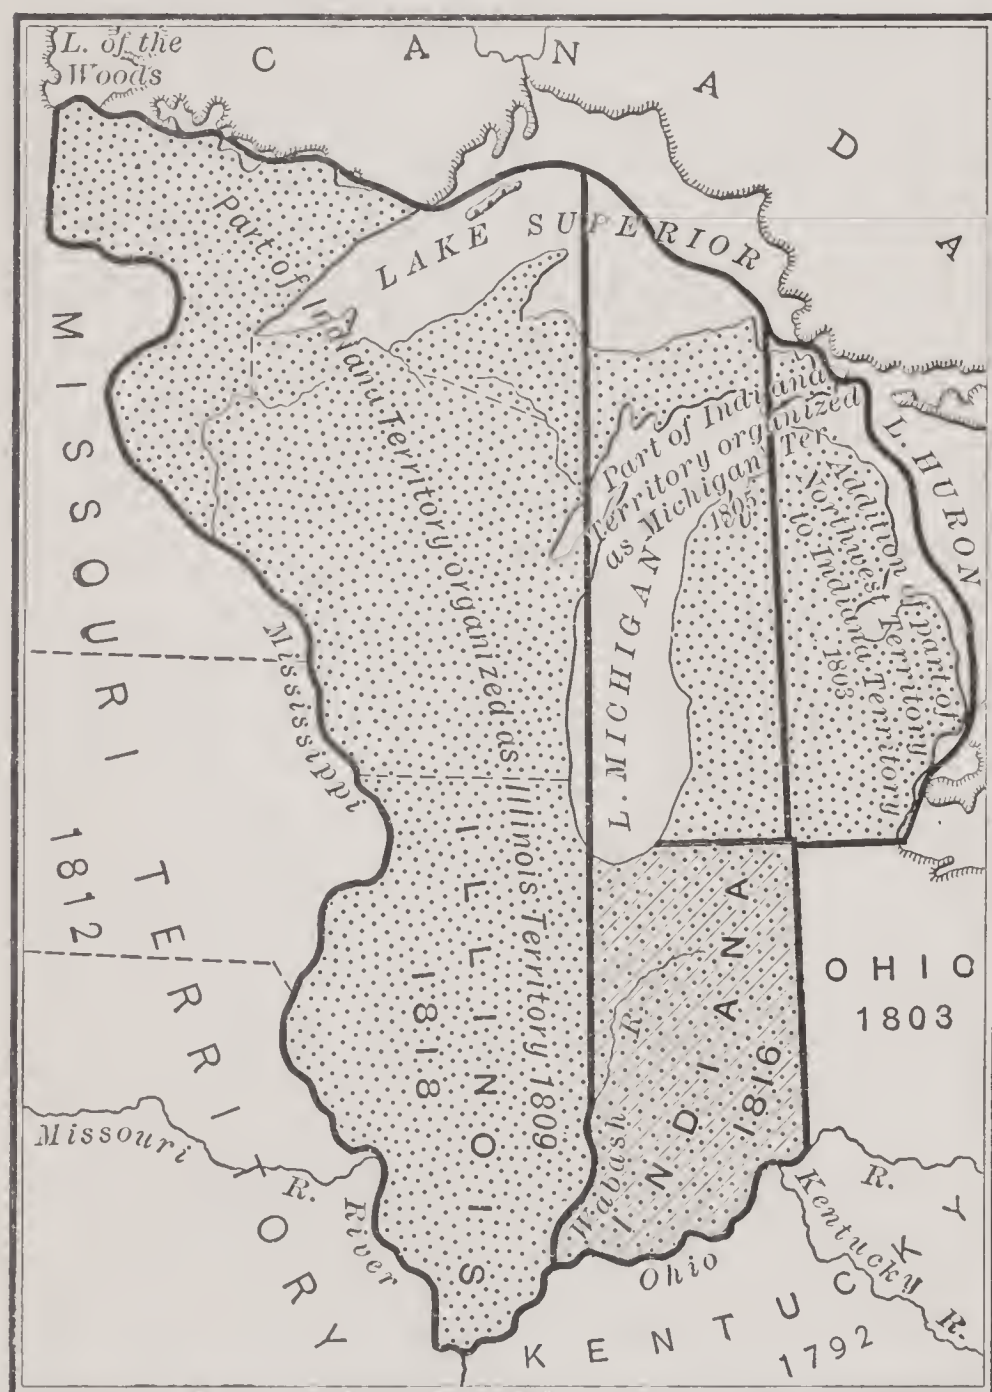 L. of the
Woods
CANADA
LAKE SUPERIOR
L. HURON
L. MICHIGAN
Part of Indiana Territory organized as Illinois Territory 1809
Part of Indiana
Territory organized
as Michigan Ter.
1805
Addition of part of
Northwest Territory
to Indiana Territory
1803
MISSOURI TERRITORY
1812
Mississippi
River
Missouri R.
ILLINOIS
1818
INDIANA
1816
Wabash R.
OHIO
1803
Ohio
R.
Kentucky R.
KENTUCKY
1792